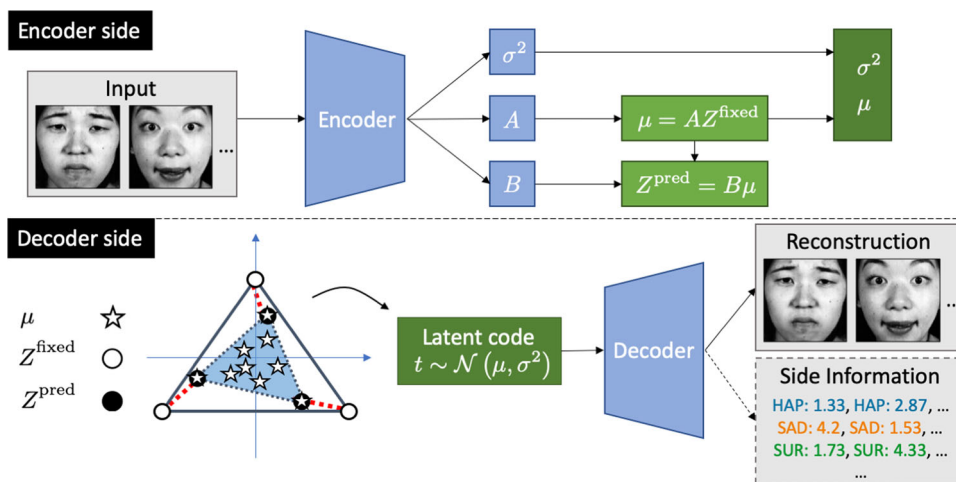 Encoder side
Input
...
Encoder
σ²
A
B
μ = AZ^fixed
Z^pred = Bμ
σ²
μ
Decoder side
μ
Z^fixed
Z^pred
Latent code
t ∼ N (μ, σ²)
Decoder
Reconstruction
...
Side Information
HAP: 1.33, HAP: 2.87, ...
SAD: 4.2, SAD: 1.53, ...
SUR: 1.73, SUR: 4.33, ...
...